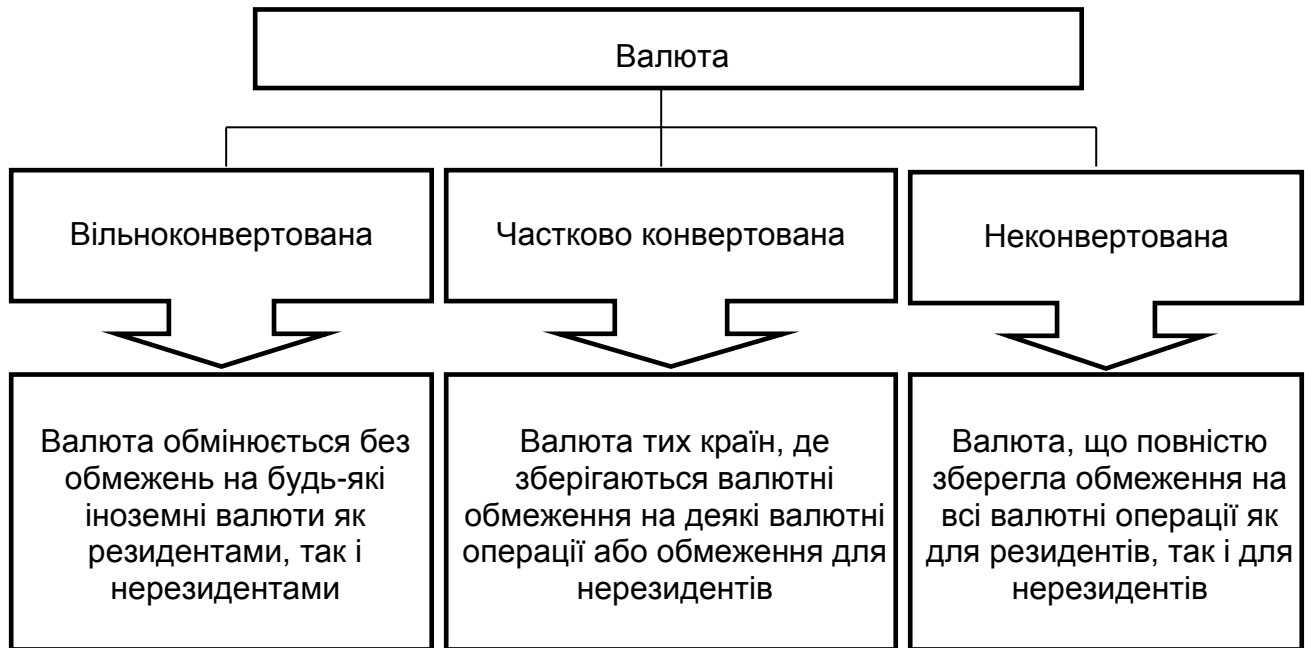 Валюта
Вільноконвертована
Частково конвертована
Неконвертована
Валюта обмінюється без
обмежень на будь-які
іноземні валюти як
резидентами, так і
нерезидентами
Валюта тих країн, де
зберігаються валютні
обмеження на деякі валютні
операції або обмеження для
нерезидентів
Валюта, що повністю
зберегла обмеження на
всі валютні операції як
для резидентів, так і для
нерезидентів